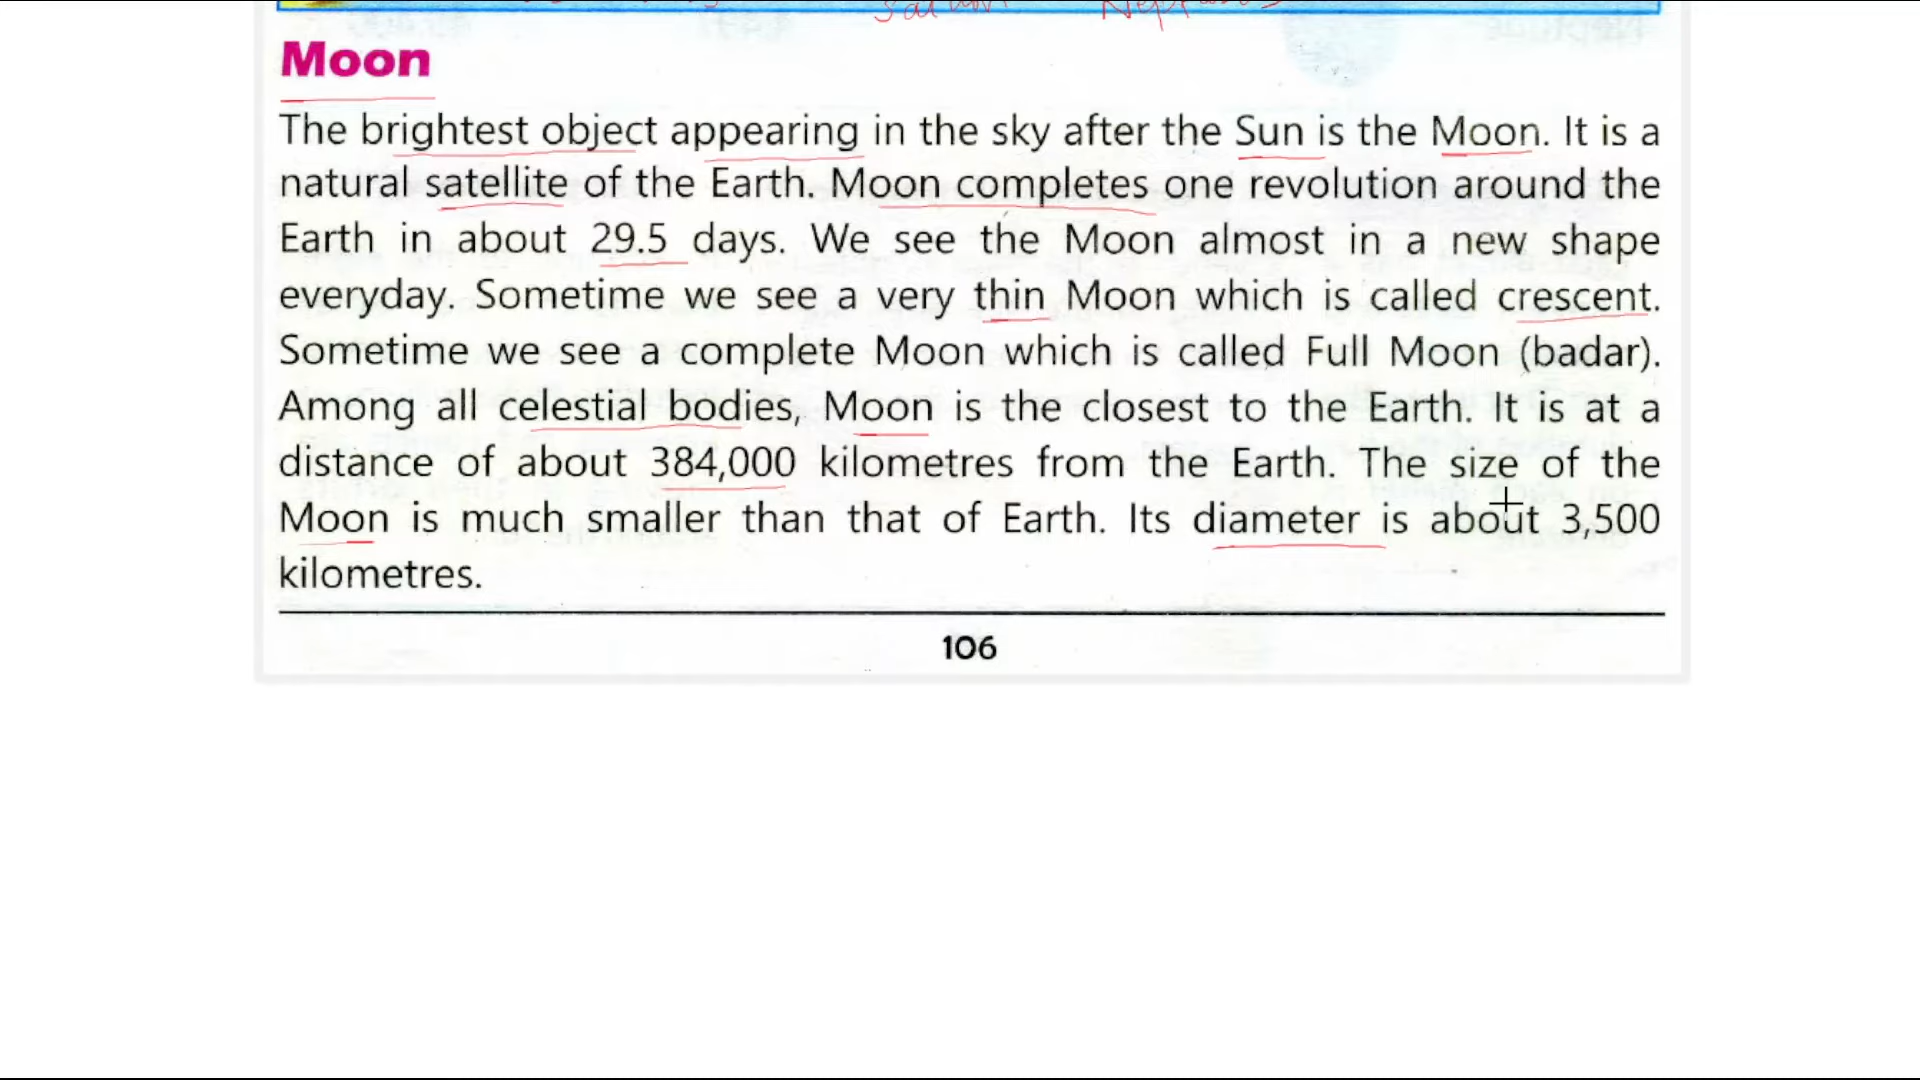 Moon
The brightest object appearing in the sky after the Sun is the Moon. It is a
natural satellite of the Earth. Moon completes one revolution around the
Earth in about 29.5 days. We see the Moon almost in a new shape
everyday. Sometime we see a very thin Moon which is called crescent.
Sometime we see a complete Moon which is called Full Moon (badar).
Among all celestial bodies, Moon is the closest to the Earth. It is at a
distance of about 384,000 kilometres from the Earth. The size of the
Moon is much smaller than that of Earth. Its diameter is about 3,500
kilometres.
106